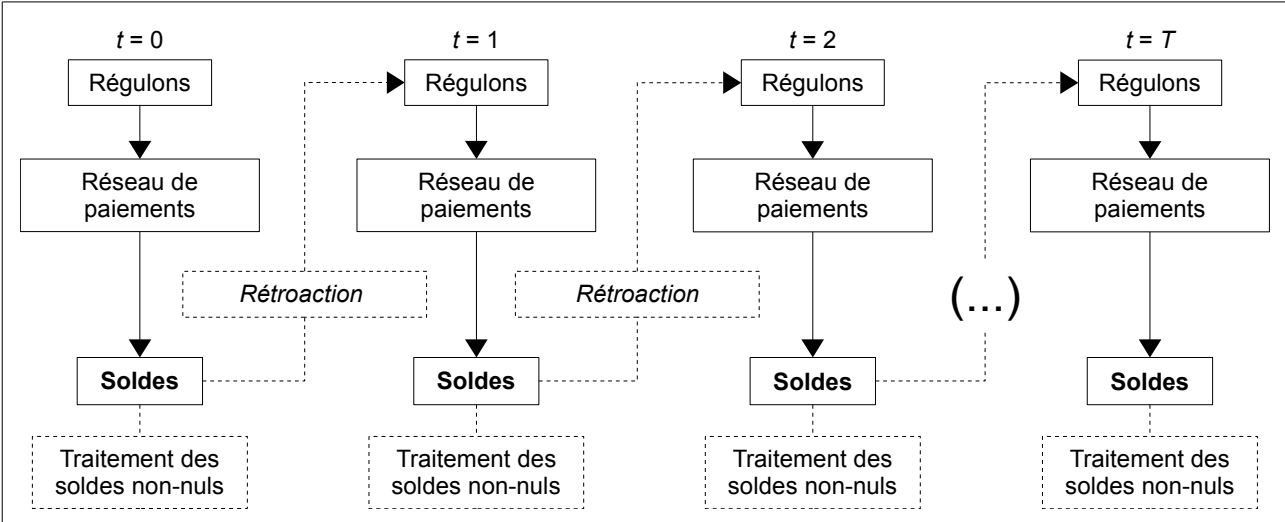 t = 0
t = 1
t = 2
t = T
Régulons
Régulons
Régulons
Régulons
Réseau de
paiements
Réseau de
paiements
Réseau de
paiements
Réseau de
paiements
Rétroaction
Rétroaction
(...)
Soldes
Soldes
Soldes
Soldes
Traitement des
soldes non-nuls
Traitement des
soldes non-nuls
Traitement des
soldes non-nuls
Traitement des
soldes non-nuls